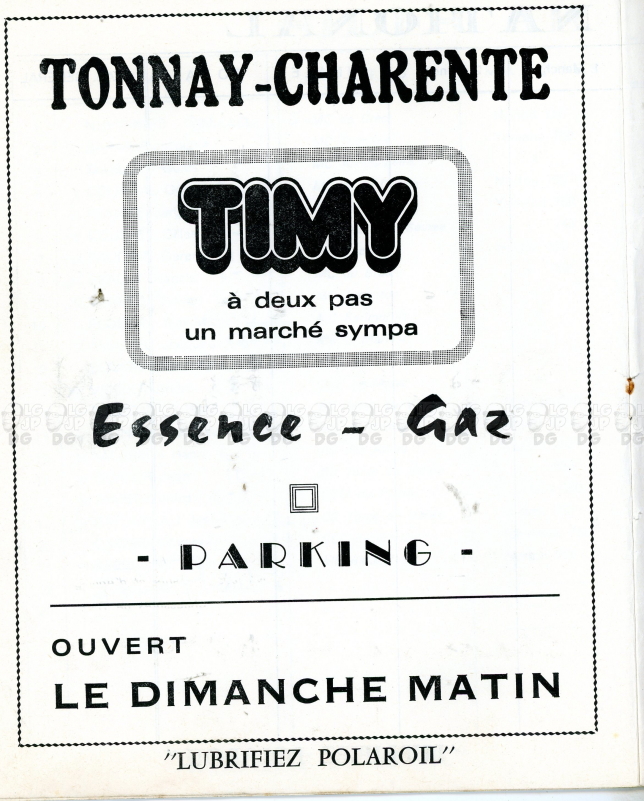 TONNAY-CHARENTE
TIMY
à deux pas
un marché sympa
Essence - Gaz
- PARKING -
OUVERT
LE DIMANCHE MATIN
"LUBRIFIEZ POLAROIL"